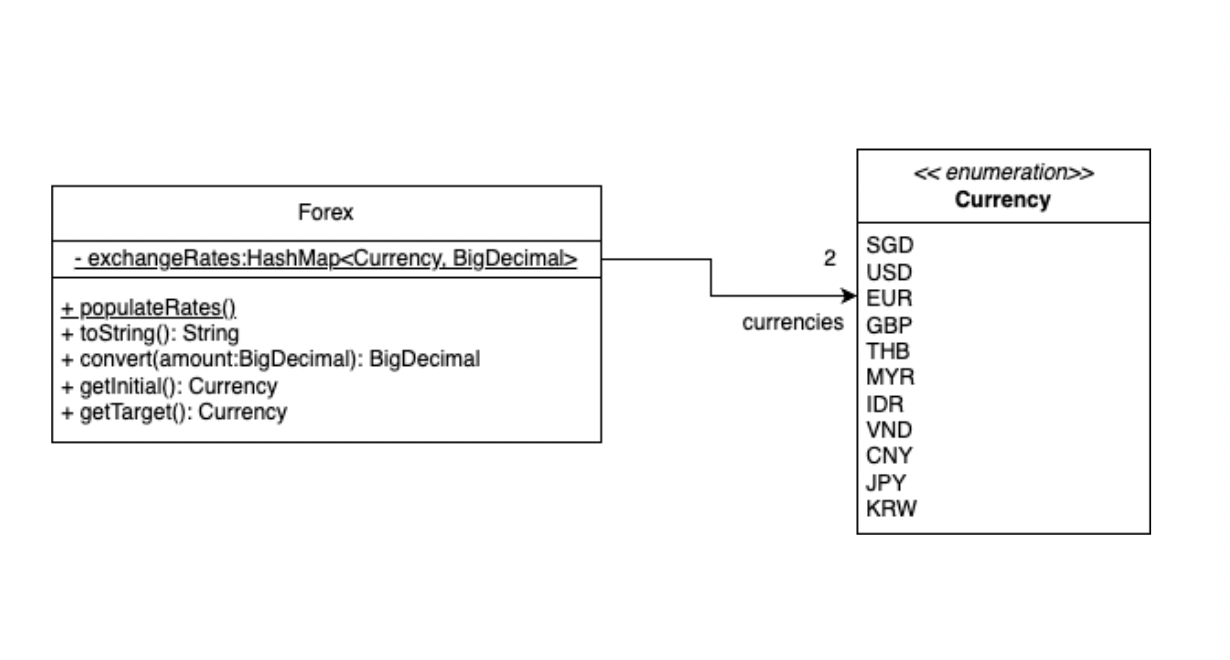 Forex
- exchangeRates:HashMap<Currency, BigDecimal>
+ populateRates()
+ toString(): String
+ convert(amount:BigDecimal): BigDecimal
+ getInitial(): Currency
+ getTarget(): Currency
2
currencies
<< enumeration>>
Currency
SGD
USD
EUR
GBP
THB
MYR
IDR
VND
CNY
JPY
KRW